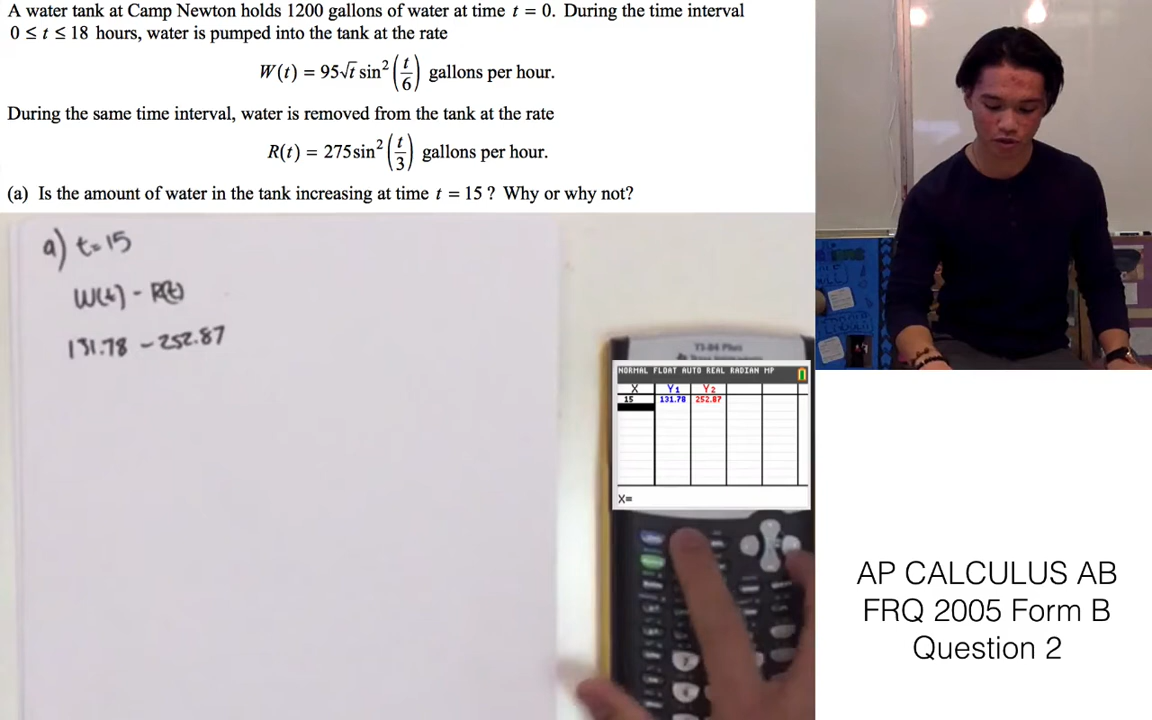 A water tank at Camp Newton holds 1200 gallons of water at time t = 0. During the time interval
0 ≤ t ≤ 18 hours, water is pumped into the tank at the rate
W(t) = 95√t sin² (t/6) gallons per hour.
During the same time interval, water is removed from the tank at the rate
R(t) = 275 sin² (t/3) gallons per hour.
(a) Is the amount of water in the tank increasing at time t = 15 ? Why or why not?
a) t=15
W(t) - R(t)
131.78 - 252.87
TI-84 Plus
NORMAL FLOAT AUTO REAL RADIAN MP
X Y1 Y2
15 131.78 252.87
X=
AP CALCULUS AB
FRQ 2005 Form B
Question 2